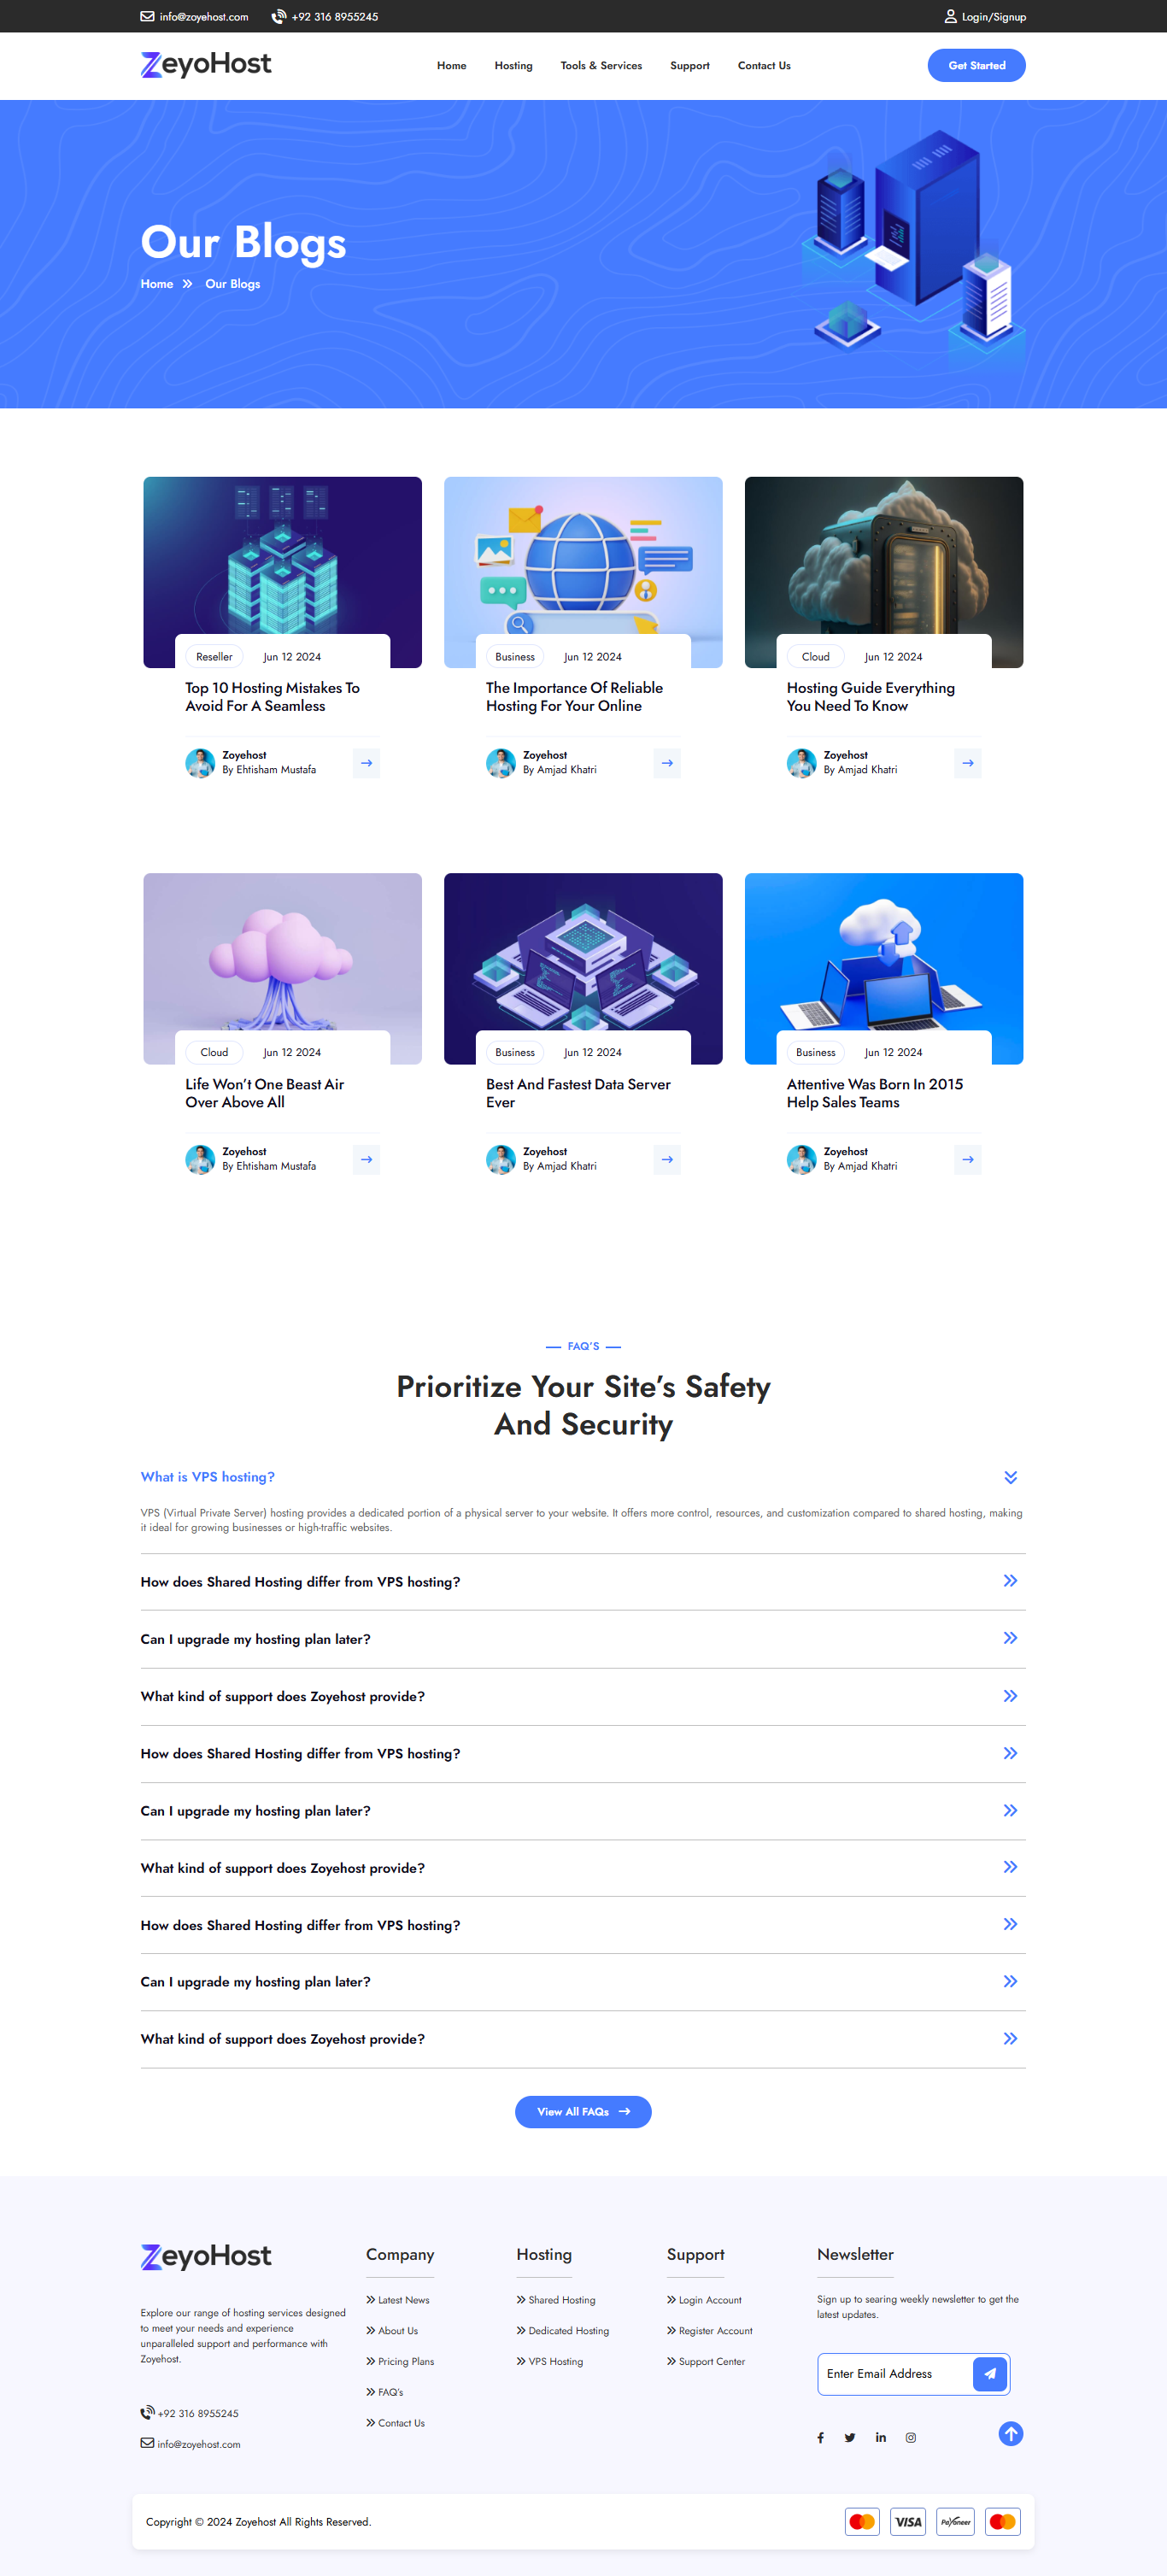 info@zoyehost.com
+92 316 8955245
Login/Signup
ZeyoHost
Home
Hosting
Tools & Services
Support
Contact Us
Get Started
Our Blogs
Home
Our Blogs
Reseller
Jun 12 2024
Top 10 Hosting Mistakes To
Avoid For A Seamless
Zoyehost
By Ehtisham Mustafa
Business
Jun 12 2024
The Importance Of Reliable
Hosting For Your Online
Zoyehost
By Amjad Khatri
Cloud
Jun 12 2024
Hosting Guide Everything
You Need To Know
Zoyehost
By Amjad Khatri
Cloud
Jun 12 2024
Life Won't One Beast Air
Over Above All
Zoyehost
By Ehtisham Mustafa
Business
Jun 12 2024
Best And Fastest Data Server
Ever
Zoyehost
By Amjad Khatri
Business
Jun 12 2024
Attentive Was Born In 2015
Help Sales Teams
Zoyehost
By Amjad Khatri
FAQ'S
Prioritize Your Site's Safety
And Security
What is VPS hosting?
VPS (Virtual Private Server) hosting provides a dedicated portion of a physical server to your website. It offers more control, resources, and customization compared to shared hosting, making
it ideal for growing businesses or high-traffic websites.
How does Shared Hosting differ from VPS hosting?
Can I upgrade my hosting plan later?
What kind of support does Zoyehost provide?
How does Shared Hosting differ from VPS hosting?
Can I upgrade my hosting plan later?
What kind of support does Zoyehost provide?
How does Shared Hosting differ from VPS hosting?
Can I upgrade my hosting plan later?
What kind of support does Zoyehost provide?
View All FAQs
ZeyoHost
Explore our range of hosting services designed
to meet your needs and experience
unparalleled support and performance with
Zoyehost.
+92 316 8955245
info@zoyehost.com
Company
Latest News
About Us
Pricing Plans
FAQ's
Contact Us
Hosting
Shared Hosting
Dedicated Hosting
VPS Hosting
Support
Login Account
Register Account
Support Center
Newsletter
Sign up to searing weekly newsletter to get the
latest updates.
Enter Email Address
Copyright © 2024 Zoyehost All Rights Reserved.
VISA
Payoneer